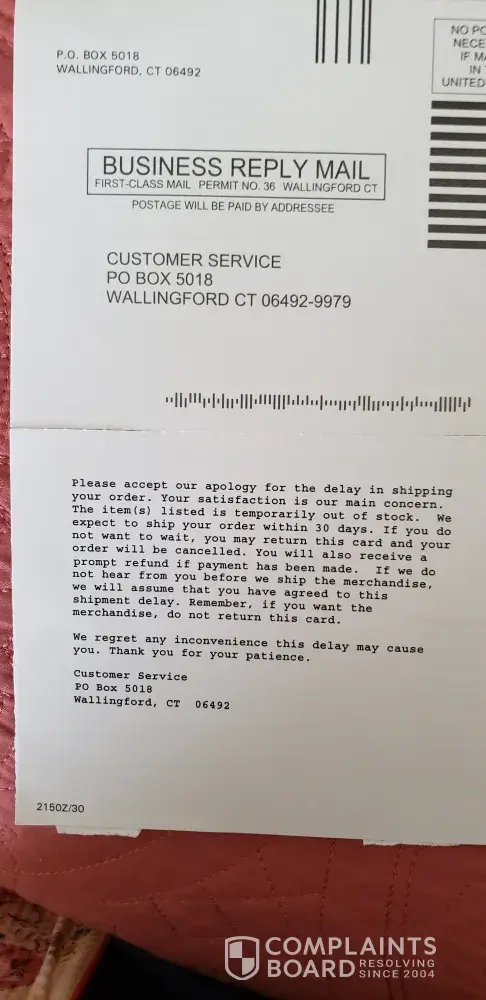 P.O. BOX 5018
WALLINGFORD, CT 06492
NO PO
NECE
IF MA
IN
UNITED
BUSINESS REPLY MAIL
FIRST-CLASS MAIL PERMIT NO. 36 WALLINGFORD CT
POSTAGE WILL BE PAID BY ADDRESSEE
CUSTOMER SERVICE
PO BOX 5018
WALLINGFORD CT 06492-9979
Please accept our apology for the delay in shipping
your order. Your satisfaction is our main concern.
The item(s) listed is temporarily out of stock. We
expect to ship your order within 30 days. If you do
not want to wait, you may return this card and your
order will be cancelled. You will also receive a
prompt refund if payment has been made. If we do
not hear from you before we ship the merchandise,
we will assume that you have agreed to this
shipment delay. Remember, if you want the
merchandise, do not return this card.
We regret any inconvenience this delay may cause
you. Thank you for your patience.
Customer Service
PO Box 5018
Wallingford, CT 06492
2150Z/30
COMPLAINTS
BOARD RESOLVING
SINCE 2004